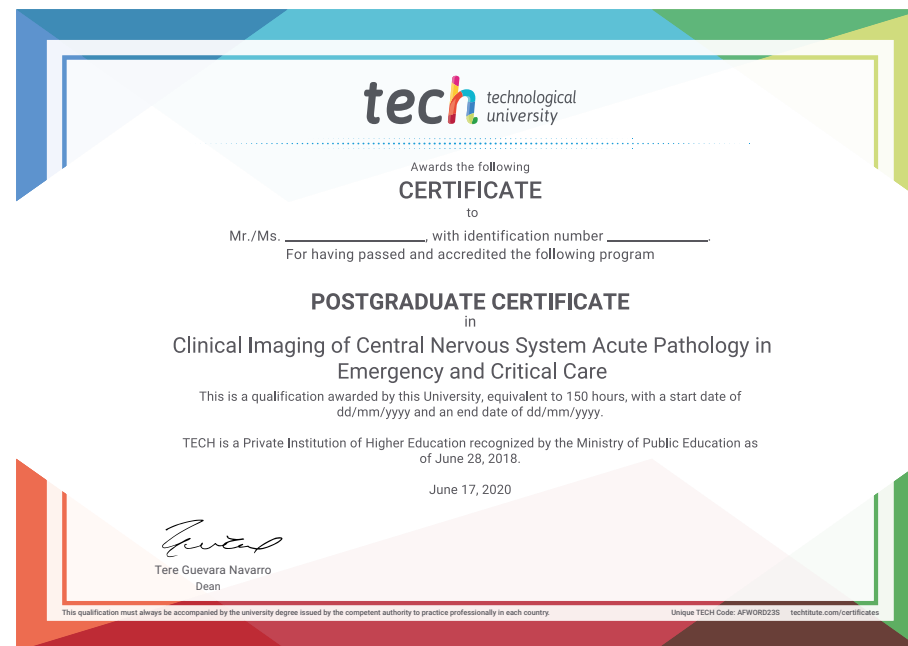 tech technological
university
Awards the following
CERTIFICATE
to
Mr./Ms. ____________________, with identification number ______________.
For having passed and accredited the following program
POSTGRADUATE CERTIFICATE
in
Clinical Imaging of Central Nervous System Acute Pathology in
Emergency and Critical Care
This is a qualification awarded by this University, equivalent to 150 hours, with a start date of
dd/mm/yyyy and an end date of dd/mm/yyyy.
TECH is a Private Institution of Higher Education recognized by the Ministry of Public Education as
of June 28, 2018.
June 17, 2020
Tere Guevara Navarro
Dean
This qualification must always be accompanied by the university degree issued by the competent authority to practice professionally in each country. Unique TECH Code: AFWORD23S techtitute.com/certificates